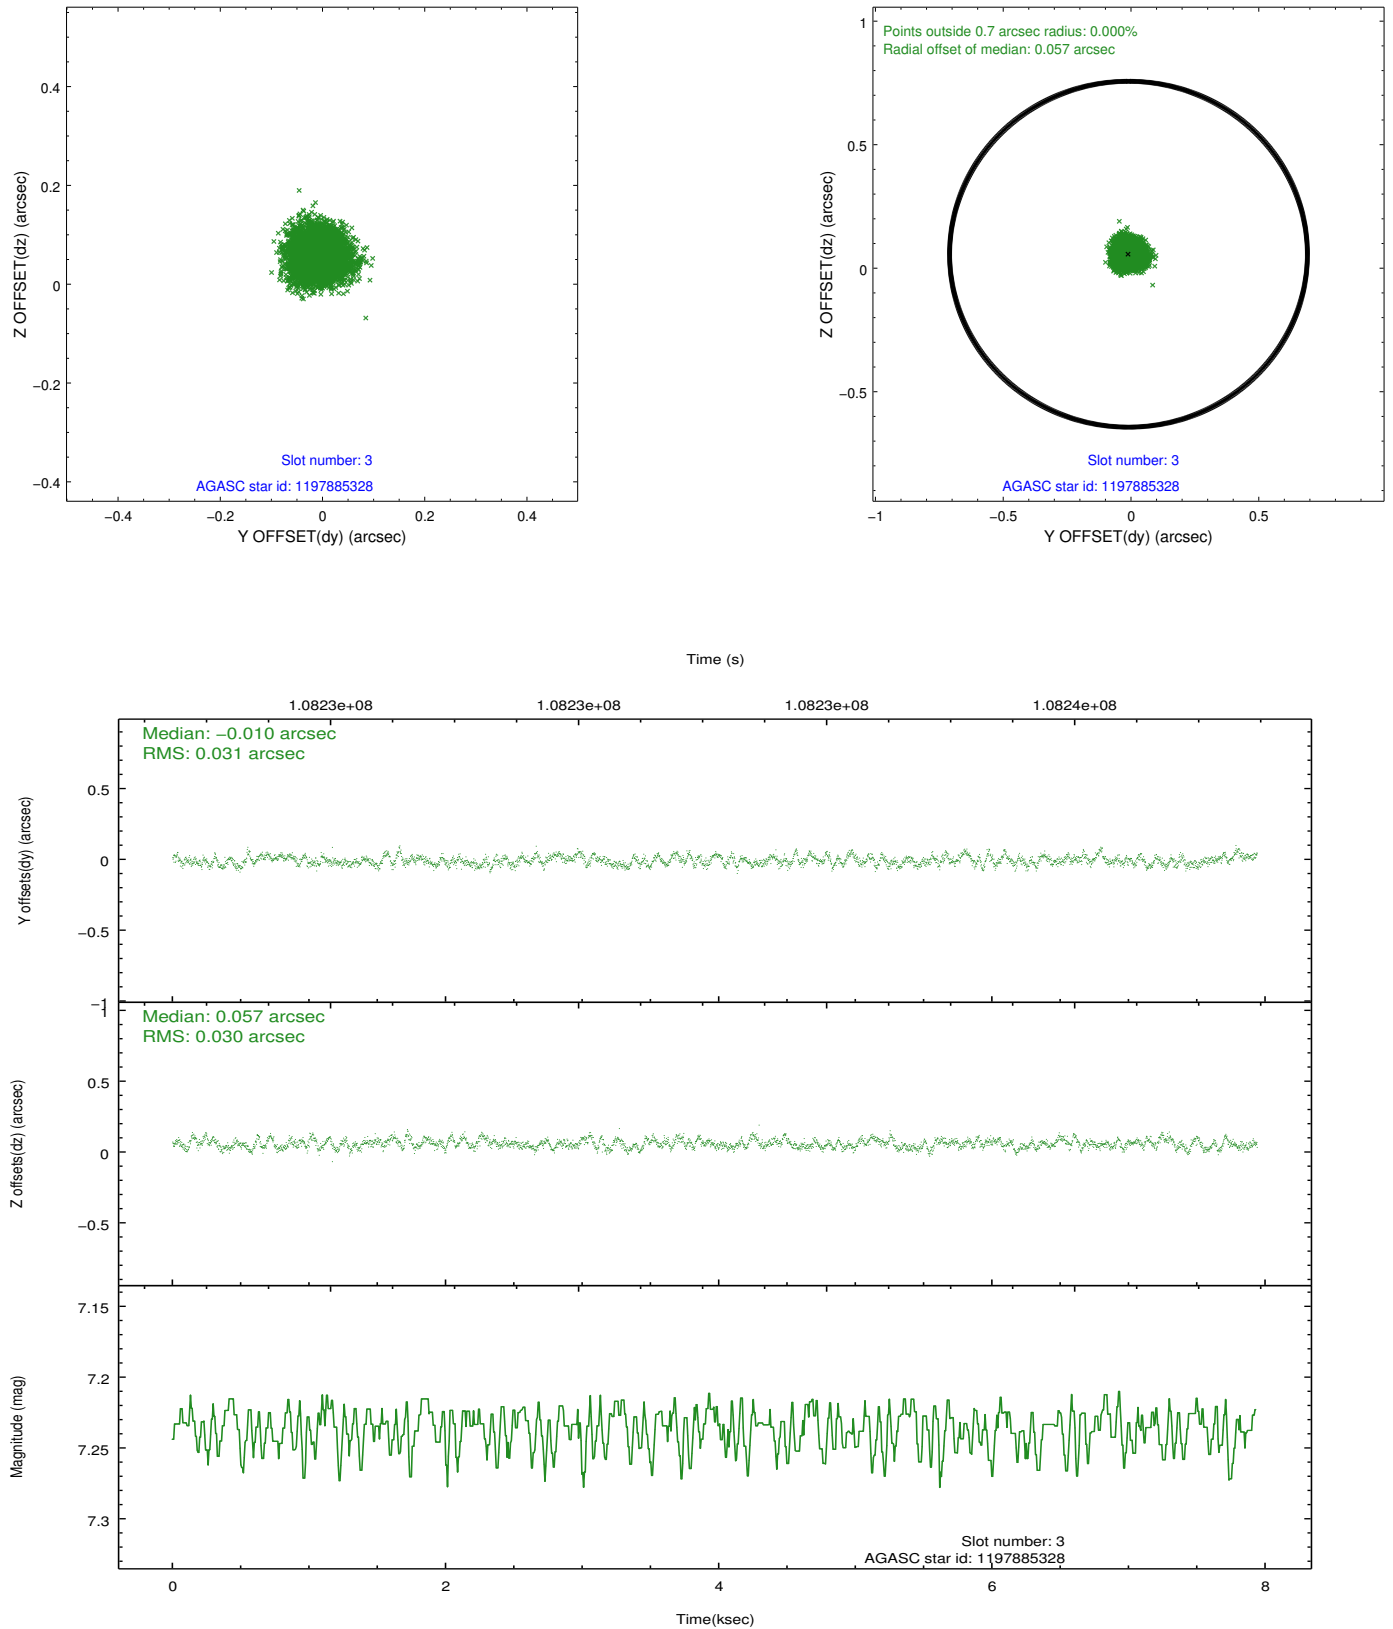 0.4
0.2
0
−0.2
−0.4
Z OFFSET(dz) (arcsec)
Slot number: 3
AGASC star id: 1197885328
−0.4
−0.2
0
0.2
0.4
Y OFFSET(dy) (arcsec)
Points outside 0.7 arcsec radius: 0.000%
Radial offset of median: 0.057 arcsec
1
0.5
0
−0.5
Z OFFSET(dz) (arcsec)
Slot number: 3
AGASC star id: 1197885328
−1
−0.5
0
0.5
Y OFFSET(dy) (arcsec)
Time (s)
1.0823e+08
1.0823e+08
1.0823e+08
1.0824e+08
Median: −0.010 arcsec
RMS: 0.031 arcsec
0.5
0
−0.5
−1
Y offsets(dy) (arcsec)
Median: 0.057 arcsec
RMS: 0.030 arcsec
1
0.5
0
−0.5
Z offsets(dz) (arcsec)
7.15
7.2
7.25
7.3
Magnitude (mag)
Slot number: 3
AGASC star id: 1197885328
0
2
4
6
8
Time(ksec)